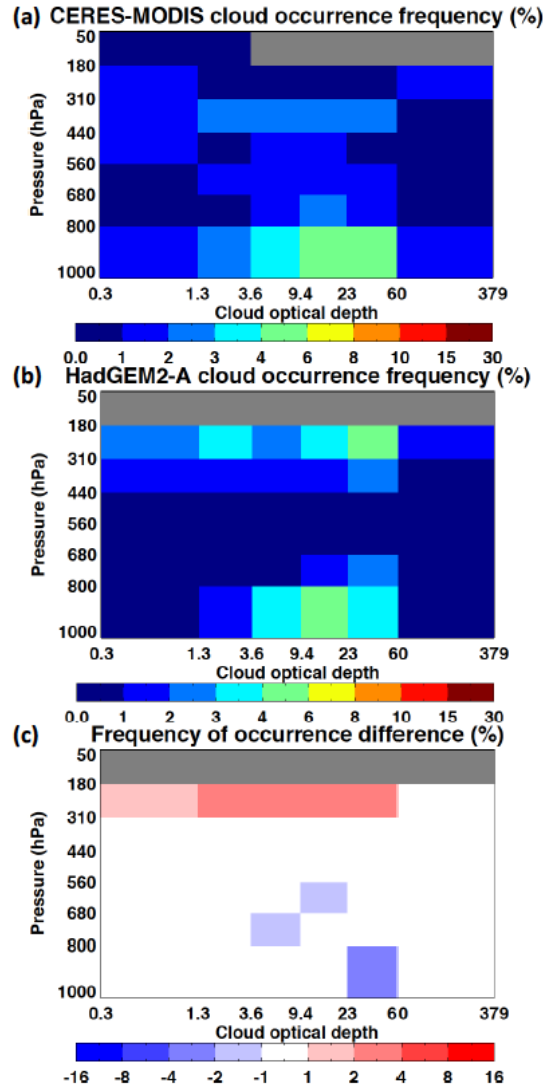 (a) CERES-MODIS cloud occurrence frequency (%)
50
180
310
440
560
680
800
1000
Pressure (hPa)
0.3 1.3 3.6 9.4 23 60 379
Cloud optical depth
0.0 1 2 3 4 6 8 10 15 30
(b) HadGEM2-A cloud occurrence frequency (%)
50
180
310
440
560
680
800
1000
Pressure (hPa)
0.3 1.3 3.6 9.4 23 60 379
Cloud optical depth
0.0 1 2 3 4 6 8 10 15 30
(c) Frequency of occurrence difference (%)
50
180
310
440
560
680
800
1000
Pressure (hPa)
0.3 1.3 3.6 9.4 23 60 379
Cloud optical depth
-16 -8 -4 -2 -1 1 2 4 8 16